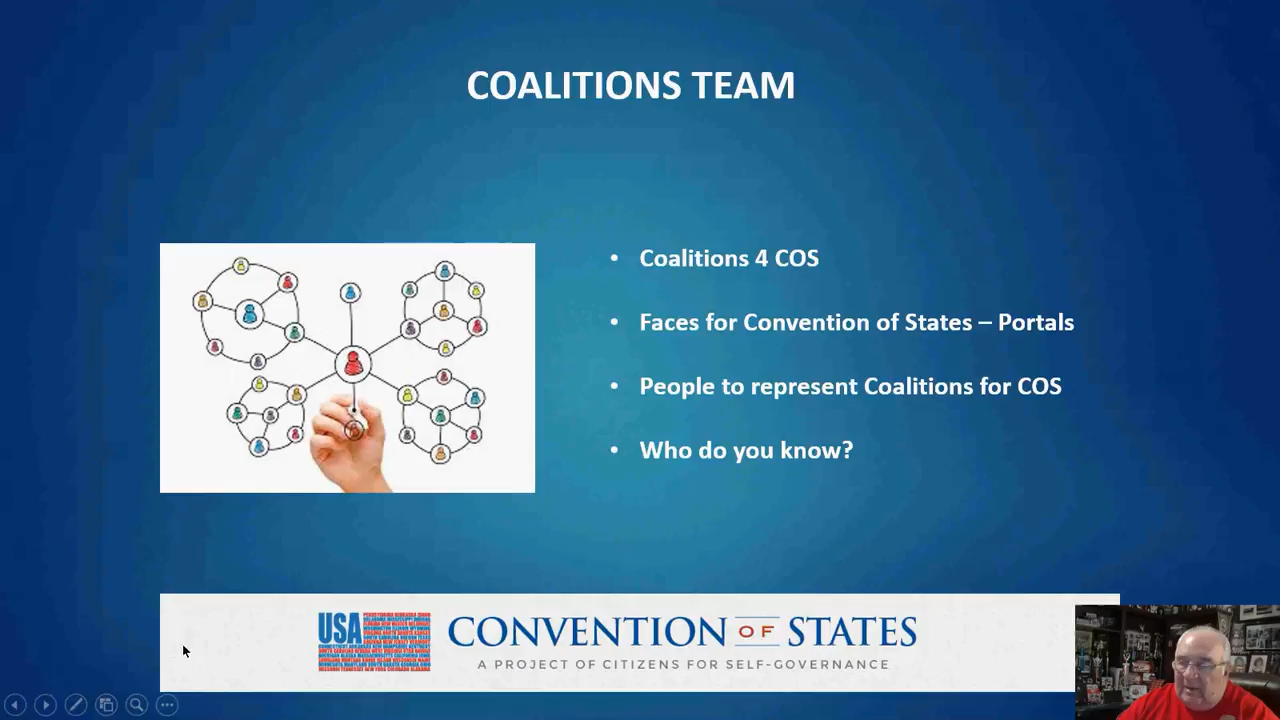 COALITIONS TEAM
• Coalitions 4 COS
• Faces for Convention of States – Portals
• People to represent Coalitions for COS
• Who do you know?
USA
CONVENTION OF STATES
A PROJECT OF CITIZENS FOR SELF-GOVERNANCE